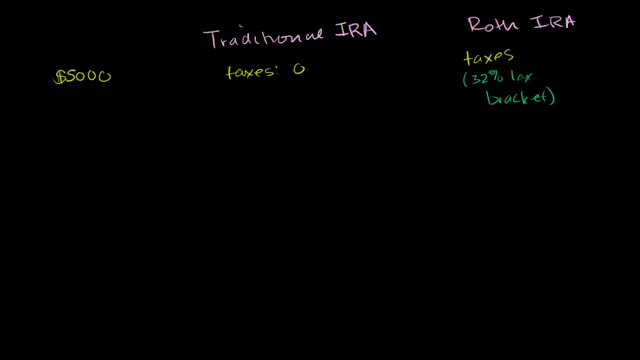 Traditional IRA
Roth IRA
$5000
taxes: 0
taxes
(32% tax
bracket)